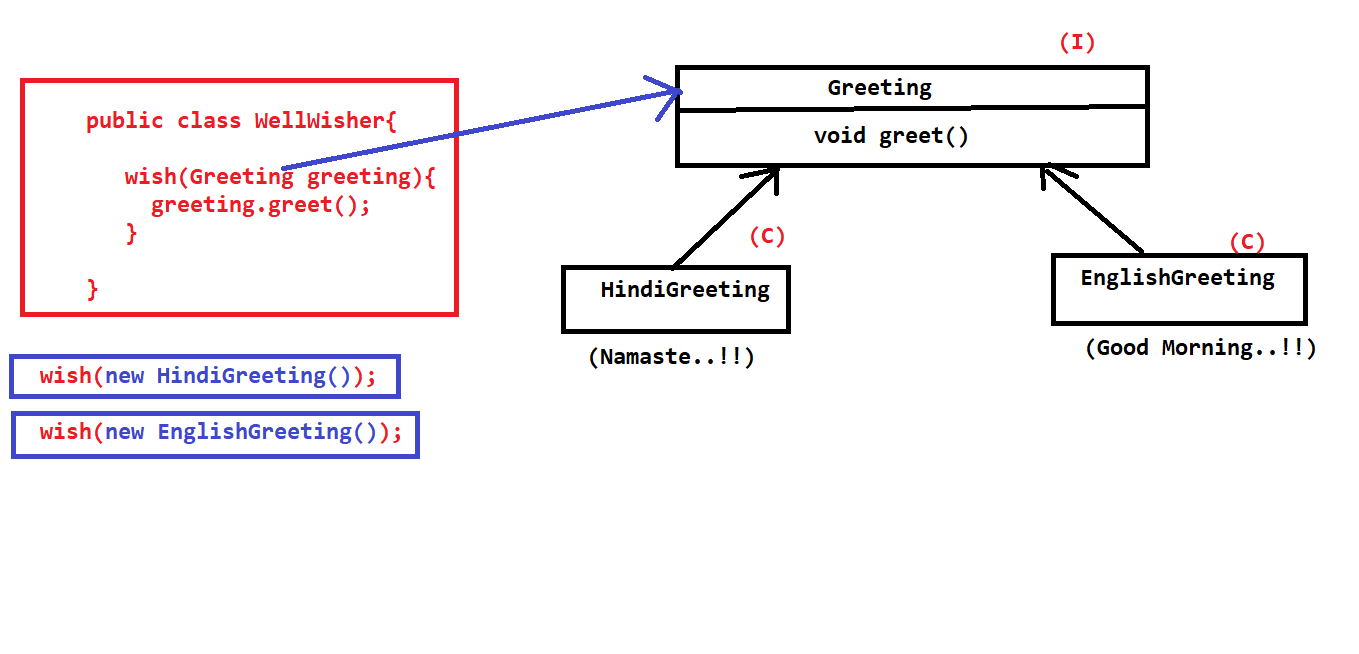 public class WellWisher{
wish(Greeting greeting){
greeting.greet();
}
}
wish(new HindiGreeting());
wish(new EnglishGreeting());
(I)
Greeting
void greet()
(C)
HindiGreeting
(Namaste..!!)
(C)
EnglishGreeting
(Good Morning..!!)